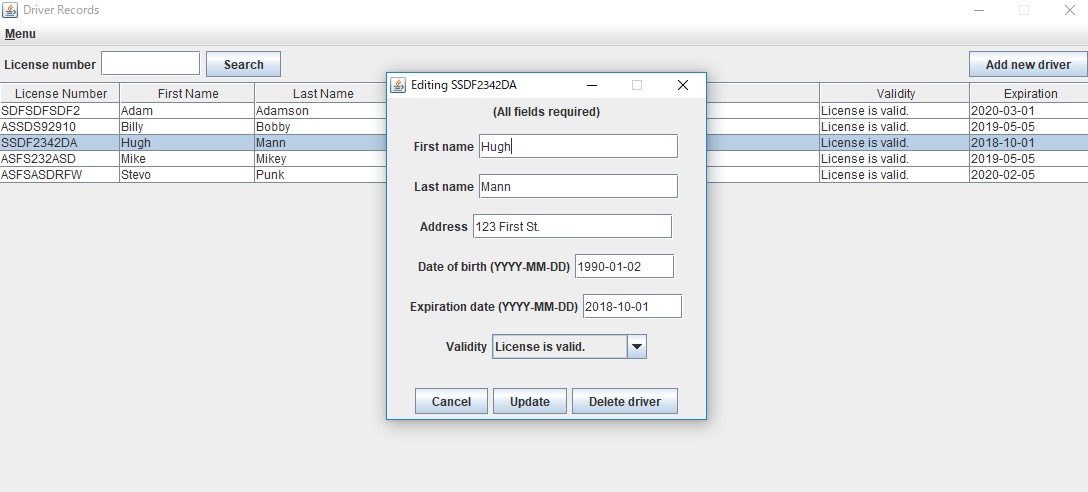 Driver Records
Menu
License number Search Add new driver
License Number First Name Last Name Validity Expiration
SDFSDFSDF2 Adam Adamson License is valid. 2020-03-01
ASSDS92910 Billy Bobby License is valid. 2019-05-05
SSDF2342DA Hugh Mann License is valid. 2018-10-01
ASFS232ASD Mike Mikey License is valid. 2019-05-05
ASFSASDRFW Stevo Punk License is valid. 2020-02-05
Editing SSDF2342DA
(All fields required)
First name Hugh
Last name Mann
Address 123 First St.
Date of birth (YYYY-MM-DD) 1990-01-02
Expiration date (YYYY-MM-DD) 2018-10-01
Validity License is valid.
Cancel Update Delete driver